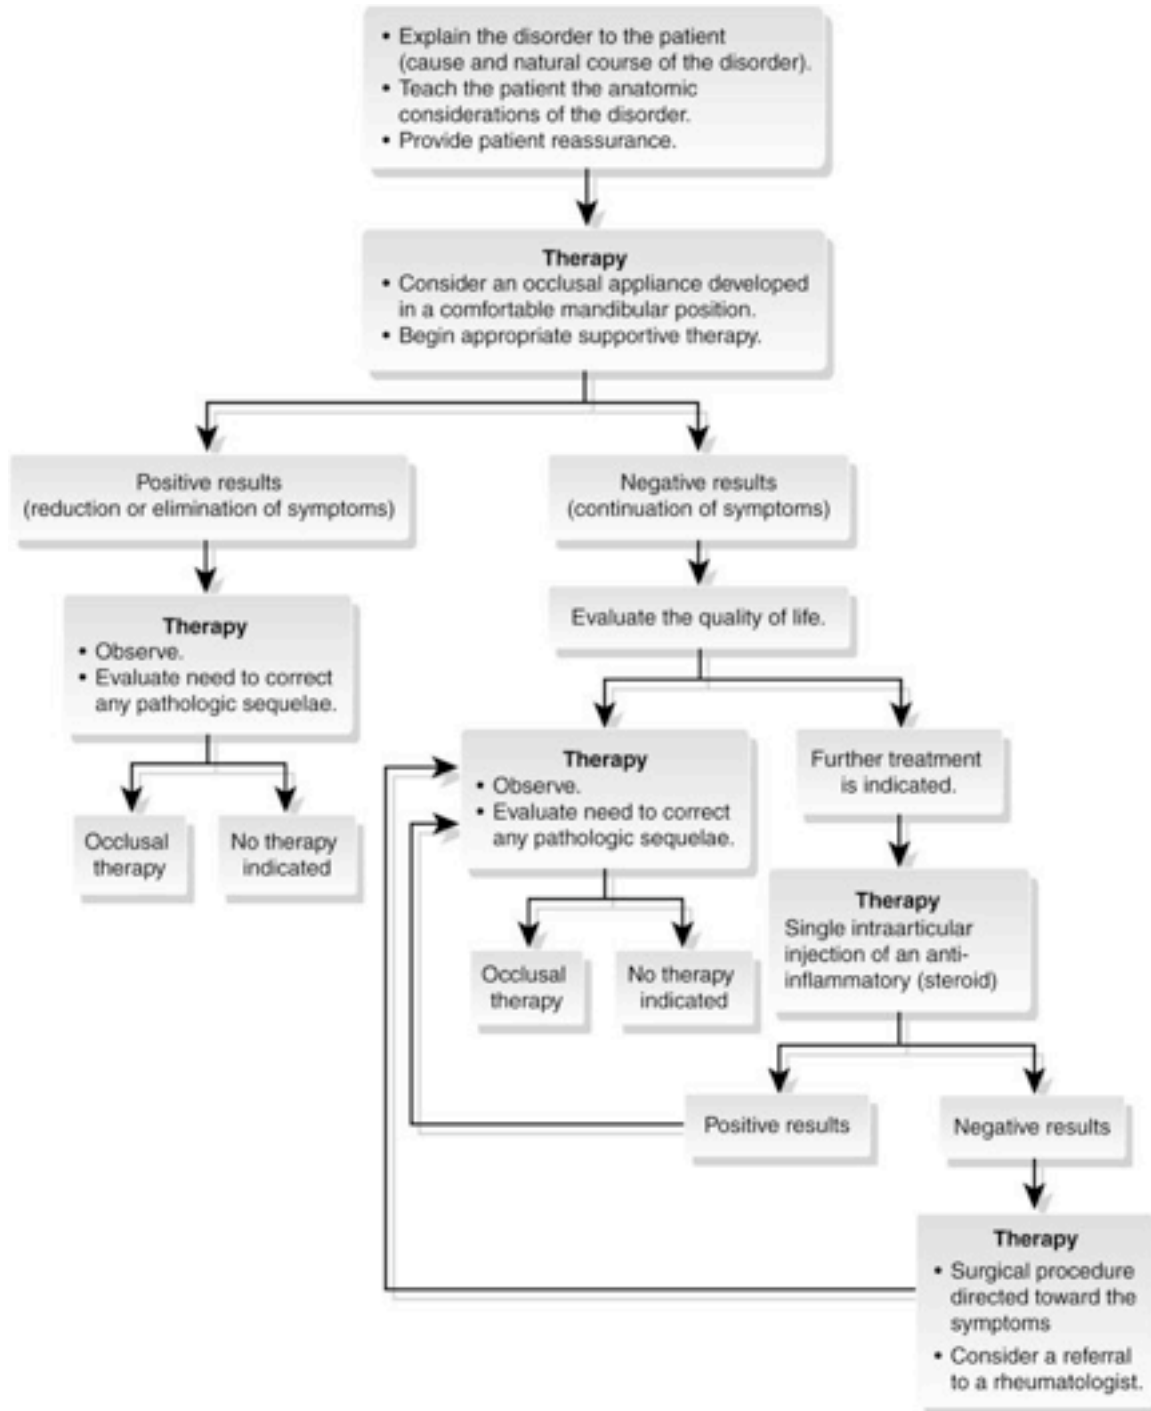 • Explain the disorder to the patient
(cause and natural course of the disorder).
• Teach the patient the anatomic
considerations of the disorder.
• Provide patient reassurance.
Therapy
• Consider an occlusal appliance developed
in a comfortable mandibular position.
• Begin appropriate supportive therapy.
Positive results
(reduction or elimination of symptoms)
Negative results
(continuation of symptoms)
Therapy
• Observe.
• Evaluate need to correct
any pathologic sequelae.
Evaluate the quality of life.
Occlusal
therapy
No therapy
indicated
Therapy
• Observe.
• Evaluate need to correct
any pathologic sequelae.
Further treatment
is indicated.
Occlusal
therapy
No therapy
indicated
Therapy
Single intraarticular
injection of an anti-
inflammatory (steroid)
Positive results
Negative results
Therapy
• Surgical procedure
directed toward the
symptoms
• Consider a referral
to a rheumatologist.